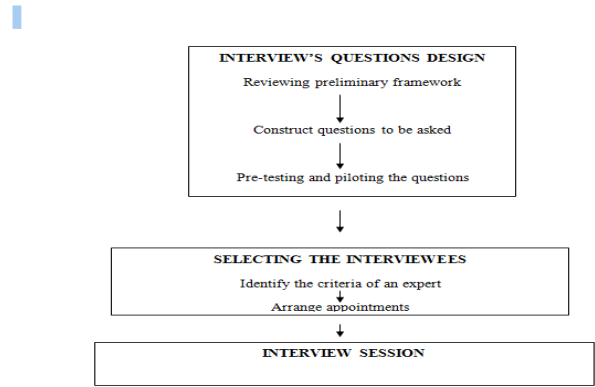 INTERVIEW'S QUESTIONS DESIGN
Reviewing preliminary framework
Construct questions to be asked
Pre-testing and piloting the questions
SELECTING THE INTERVIEWEES
Identify the criteria of an expert
Arrange appointments
INTERVIEW SESSION